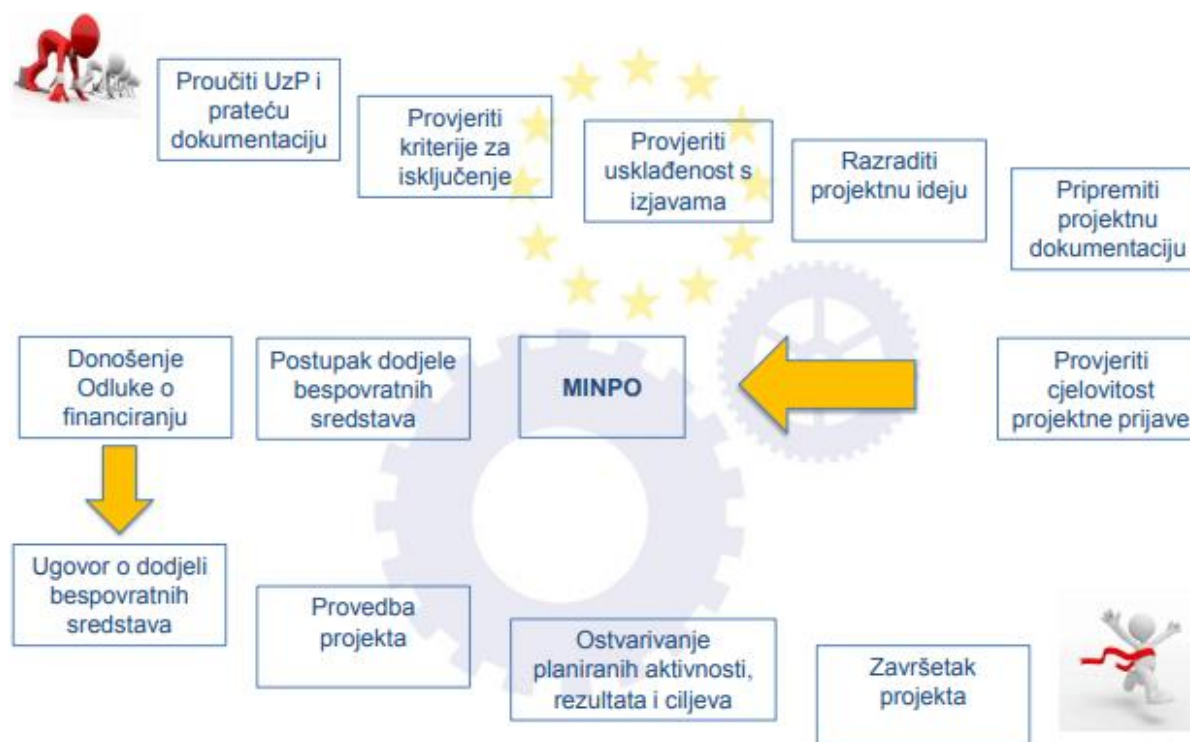 Proučiti UzP i
prateću
dokumentaciju
Provjeriti
kriterije za
isključenje
Provjeriti
usklađenost s
izjavama
Razraditi
projektnu ideju
Pripremiti
projektnu
dokumentaciju
Donošenje
Odluke o
financiranju
Postupak dodjele
bespovratnih
sredstava
MINPO
Provjeriti
cjelovitost
projektne prijave
Ugovor o dodjeli
bespovratnih
sredstava
Provedba
projekta
Ostvarivanje
planiranih aktivnosti,
rezultata i ciljeva
Završetak
projekta